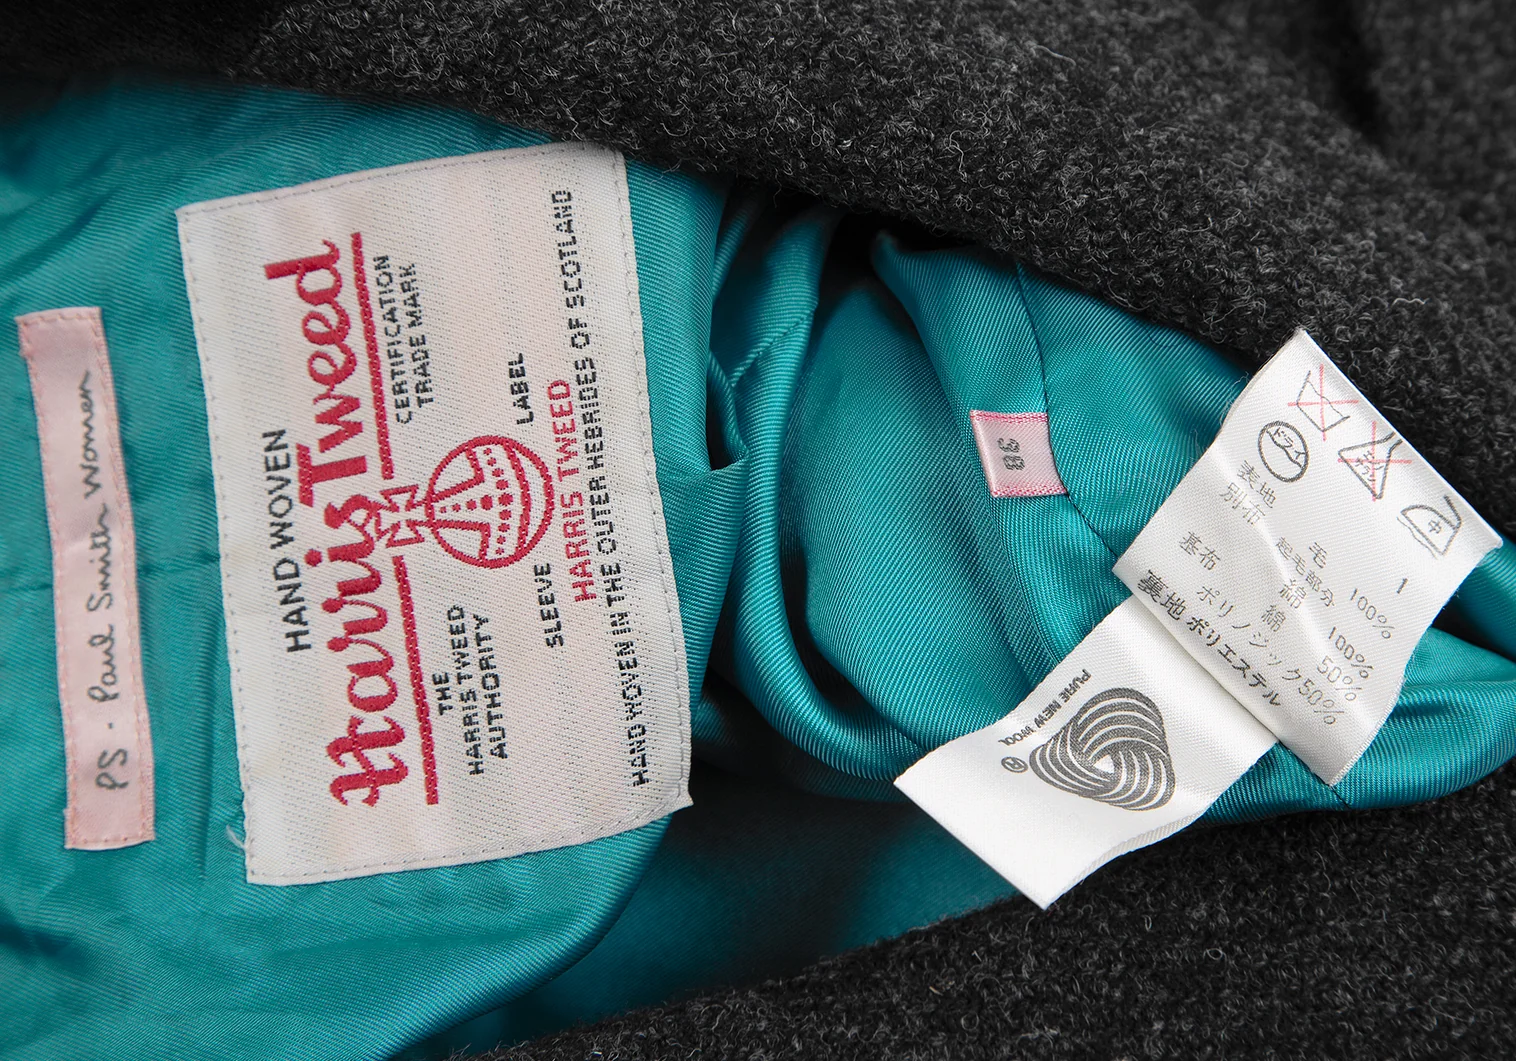 PS - Paul Smith Women
HAND WOVEN
Harris Tweed
CERTIFICATION
TRADE MARK
THE
HARRIS TWEED
AUTHORITY
SLEEVE LABEL
HARRIS TWEED
HAND WOVEN IN THE OUTER HEBRIDES OF SCOTLAND
38
ドライ
中
1
表地 毛 100%
別布 起毛部分 綿 100%
基布 綿 50%
ポリノジック 50%
裏地 ポリエステル
PURE NEW WOOL
®